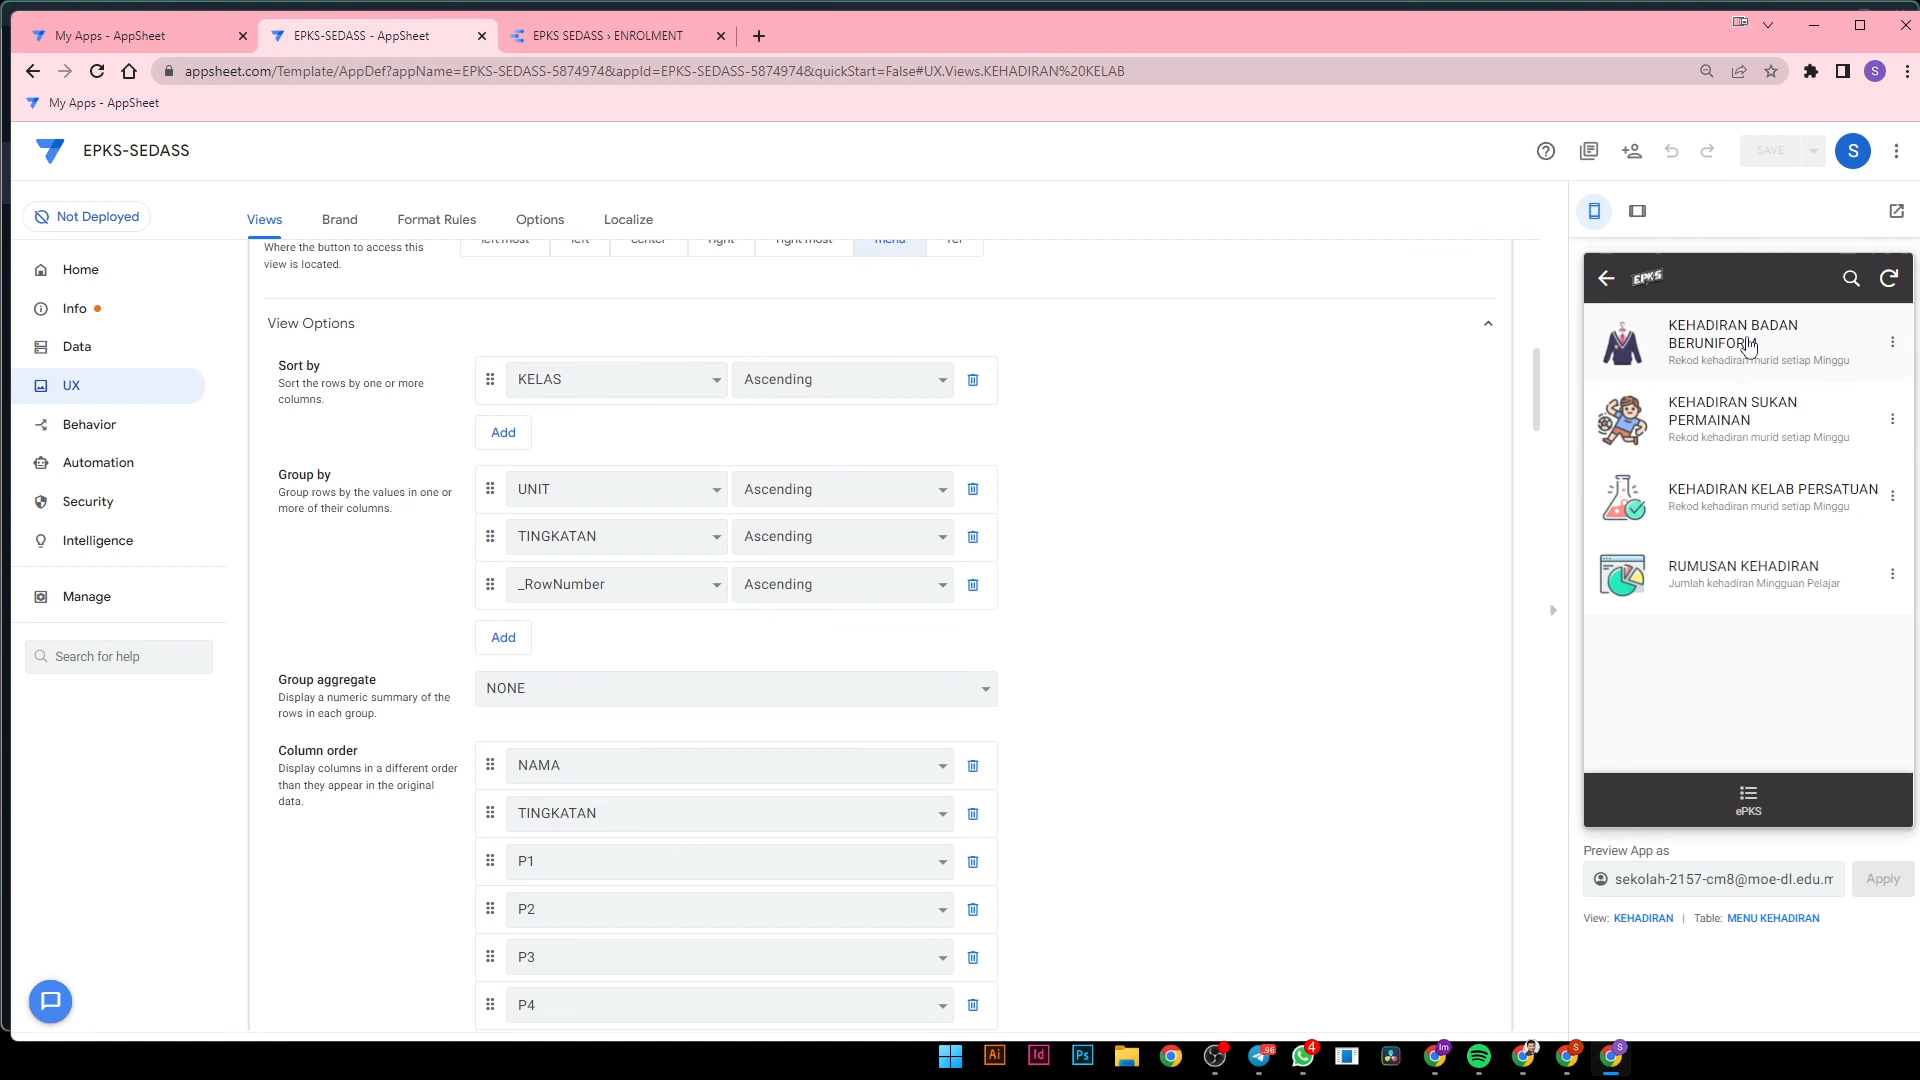 My Apps - AppSheet
EPKS-SEDASS - AppSheet
EPKS SEDASS › ENROLMENT
appsheet.com/Template/AppDef?appName=EPKS-SEDASS-5874974&appId=EPKS-SEDASS-5874974&quickStart=False#UX.Views.KEHADIRAN%20KELAB
S
My Apps - AppSheet
EPKS-SEDASS
SAVE
S
Not Deployed
Views
Brand
Format Rules
Options
Localize
Home
Info
Data
UX
Behavior
Automation
Security
Intelligence
Manage
Search for help
Where the button to access this
view is located.
left most
left
center
right
right most
menu
ref
View Options
Sort by
Sort the rows by one or more
columns.
KELAS
Ascending
Add
Group by
Group rows by the values in one or
more of their columns.
UNIT
Ascending
TINGKATAN
Ascending
_RowNumber
Ascending
Add
Group aggregate
Display a numeric summary of the
rows in each group.
NONE
Column order
Display columns in a different order
than they appear in the original
data.
NAMA
TINGKATAN
P1
P2
P3
P4
EPKS
KEHADIRAN BADAN
BERUNIFORM
Rekod kehadiran murid setiap Minggu
KEHADIRAN SUKAN
PERMAINAN
Rekod kehadiran murid setiap Minggu
KEHADIRAN KELAB PERSATUAN
Rekod kehadiran murid setiap Minggu
RUMUSAN KEHADIRAN
Jumlah kehadiran Mingguan Pelajar
ePKS
Preview App as
sekolah-2157-cm8@moe-dl.edu.m
Apply
View: KEHADIRAN | Table: MENU KEHADIRAN
Ai
Id
Ps
96
4
Im
S
S